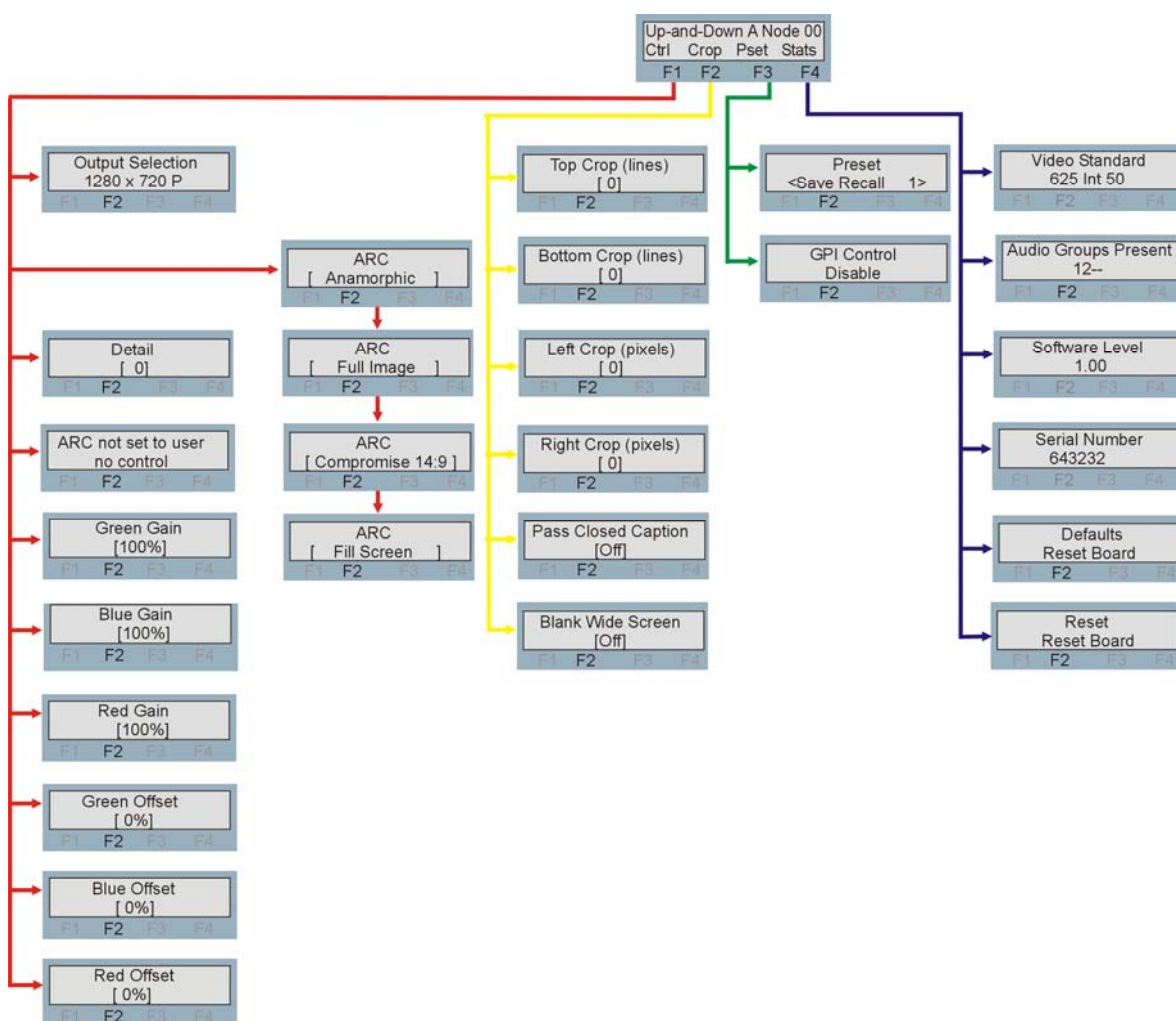 Up-and-Down A Node 00
Ctrl Crop Pset Stats
F1 F2 F3 F4
Output Selection
1280 x 720 P
F1 F2 F3 F4
ARC
[ Anamorphic ]
F1 F2 F3 F4
ARC
[ Full Image ]
F1 F2 F3 F4
ARC
[ Compromise 14:9 ]
F1 F2 F3 F4
ARC
[ Fill Screen ]
F1 F2 F3 F4
Detail
[ 0]
F1 F2 F3 F4
ARC not set to user
no control
F1 F2 F3 F4
Green Gain
[100%]
F1 F2 F3 F4
Blue Gain
[100%]
F1 F2 F3 F4
Red Gain
[100%]
F1 F2 F3 F4
Green Offset
[ 0%]
F1 F2 F3 F4
Blue Offset
[ 0%]
F1 F2 F3 F4
Red Offset
[ 0%]
F1 F2 F3 F4
Top Crop (lines)
[ 0]
F1 F2 F3 F4
Bottom Crop (lines)
[ 0]
F1 F2 F3 F4
Left Crop (pixels)
[ 0]
F1 F2 F3 F4
Right Crop (pixels)
[ 0]
F1 F2 F3 F4
Pass Closed Caption
[Off]
F1 F2 F3 F4
Blank Wide Screen
[Off]
F1 F2 F3 F4
Preset
<Save Recall 1>
F1 F2 F3 F4
GPI Control
Disable
F1 F2 F3 F4
Video Standard
625 Int 50
F1 F2 F3 F4
Audio Groups Present
12--
F1 F2 F3 F4
Software Level
1.00
F1 F2 F3 F4
Serial Number
643232
F1 F2 F3 F4
Defaults
Reset Board
F1 F2 F3 F4
Reset
Reset Board
F1 F2 F3 F4